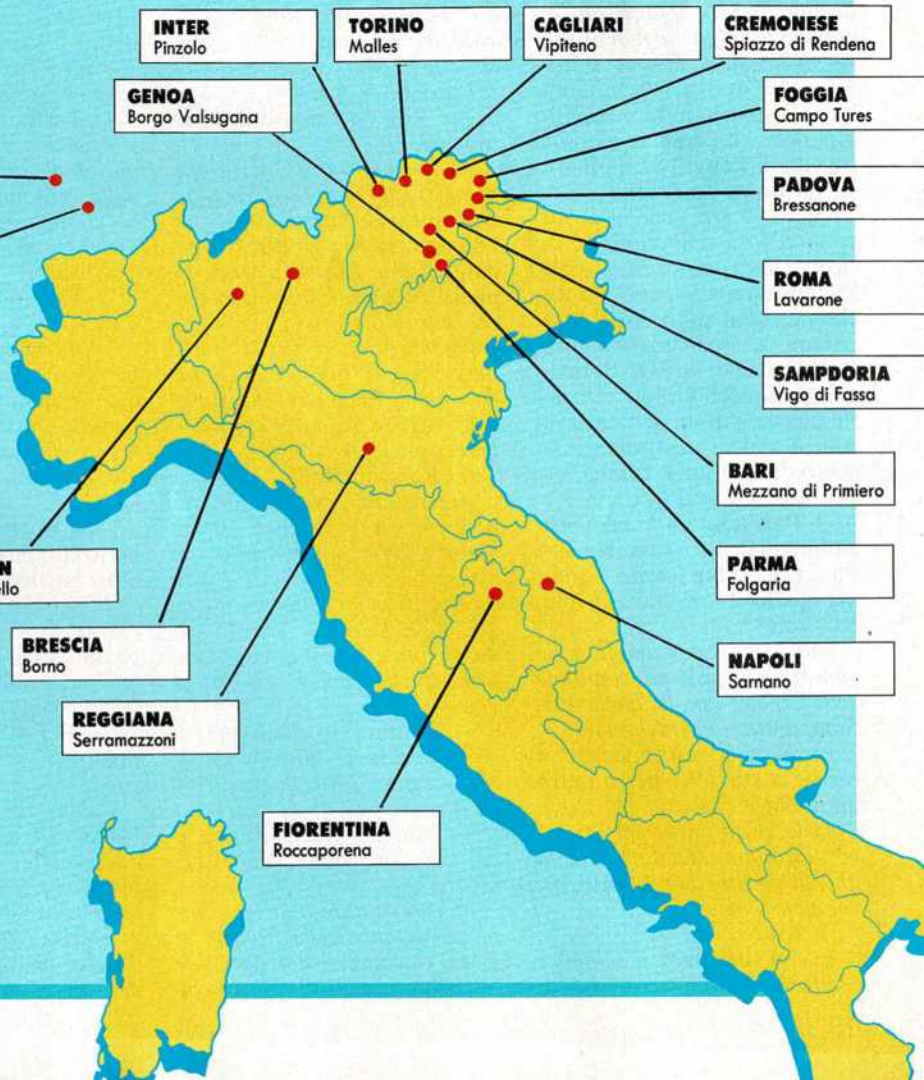 INTER
Pinzolo
TORINO
Malles
CAGLIARI
Vipiteno
CREMONESE
Spiazzo di Rendena
GENOA
Borgo Valsugana
FOGGIA
Campo Tures
PADOVA
Bressanone
ROMA
Lavarone
SAMPDORIA
Vigo di Fassa
BARI
Mezzano di Primiero
PARMA
Folgaria
N
ello
BRESCIA
Borno
NAPOLI
Sarnano
REGGIANA
Serramazzoni
FIORENTINA
Roccaporena